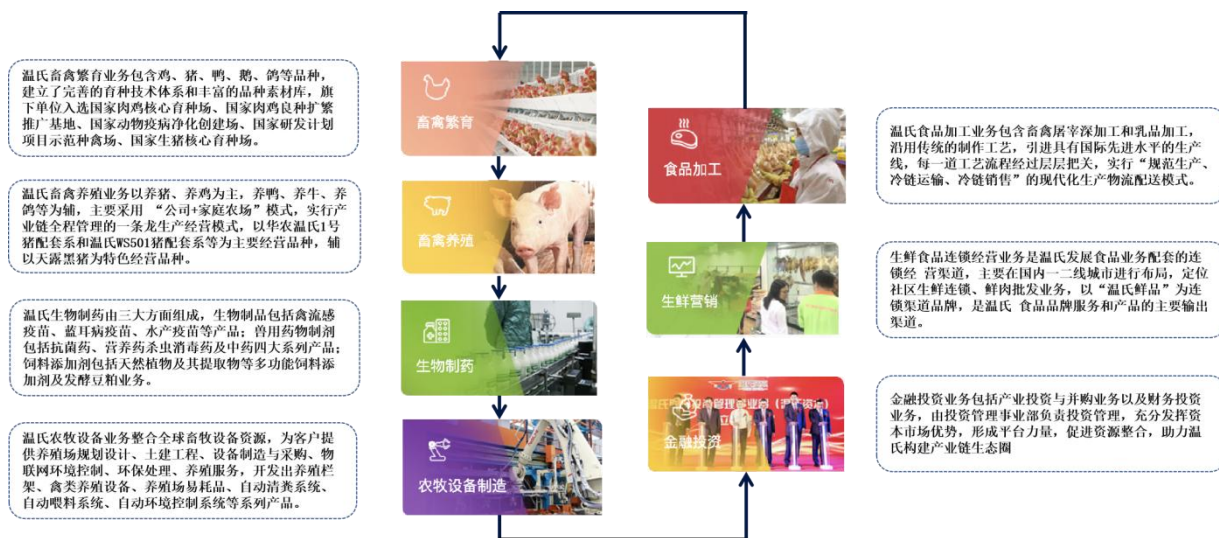 温氏畜禽繁育业务包含鸡、猪、鸭、鹅、鸽等品种，
建立了完善的育种技术体系和丰富的品种素材库，旗
下单位入选国家肉鸡核心育种场、国家肉鸡良种扩繁
推广基地、国家动物疫病净化创建场、国家研发计划
项目示范种禽场、国家生猪核心育种场。
畜禽繁育
温氏畜禽养殖业务以养猪、养鸡为主，养鸭、养牛、养
鸽等为辅，主要采用 “公司+家庭农场”模式，实行产
业链全程管理的一条龙生产经营模式，以华农温氏1号
猪配套系和温氏WS501猪配套系等为主要经营品种，辅
以天露黑猪为特色经营品种。
畜禽养殖
温氏生物制药由三大方面组成，生物制品包括禽流感
疫苗、蓝耳病疫苗、水产疫苗等产品；兽用药物制剂
包括抗菌药、营养药杀虫消毒药及中药四大系列产品；
饲料添加剂包括天然植物及其提取物等多功能饲料添
加剂及发酵豆粕业务。
生物制药
温氏农牧设备业务整合全球畜牧设备资源，为客户提
供养殖场规划设计、土建工程、设备制造与采购、物
联网环境控制、环保处理、养殖服务，开发出养殖栏
架、禽类养殖设备、养殖场易耗品、自动清粪系统、
自动喂料系统、自动环境控制系统等系列产品。
农牧设备制造
食品加工
温氏食品加工业务包含畜禽屠宰深加工和乳品加工，
沿用传统的制作工艺，引进具有国际先进水平的生产
线，每一道工艺流程经过层层把关，实行“规范生产、
冷链运输、冷链销售”的现代化生产物流配送模式。
生鲜营销
生鲜食品连锁经营业务是温氏发展食品业务配套的连
锁经 营渠道，主要在国内一二线城市进行布局，定位
社区生鲜连锁、鲜肉批发业务，以“温氏鲜品”为连
锁渠道品牌，是温氏 食品品牌服务和产品的主要输出
渠道。
金融投资
金融投资业务包括产业投资与并购业务以及财务投资
业务，由投资管理事业部负责投资管理，充分发挥资
本市场优势，形成平台力量，促进资源整合，助力温
氏构建产业链生态圈